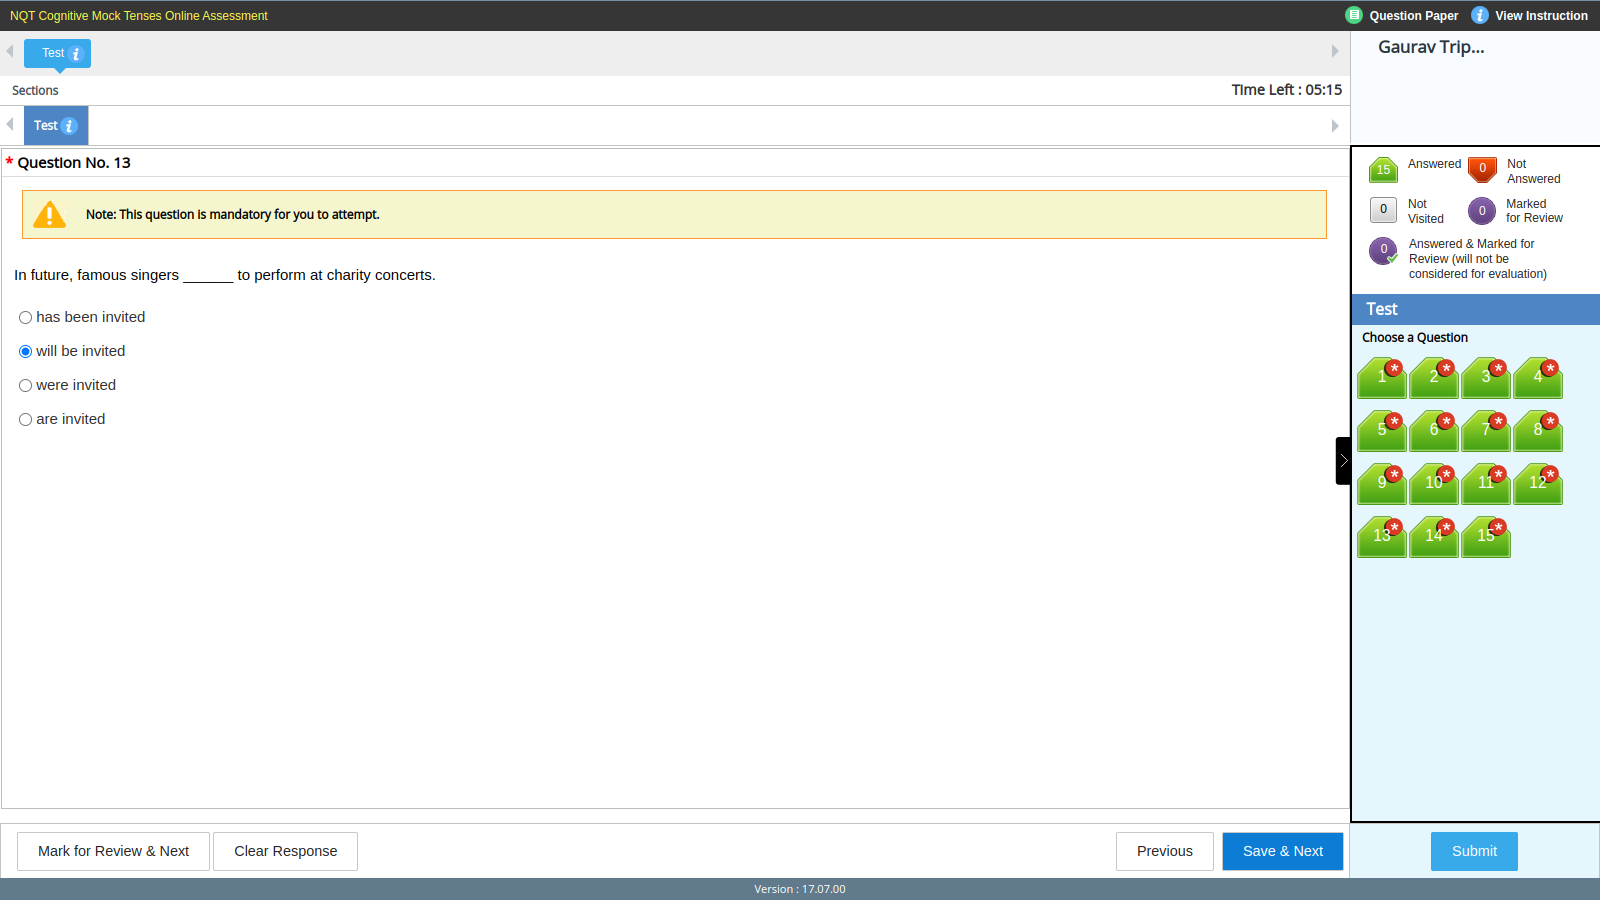 NQT Cognitive Mock Tenses Online Assessment
Question Paper
View Instruction
Test
Gaurav Trip...
Sections
Time Left : 05:15
Test
* Question No. 13
Note: This question is mandatory for you to attempt.
In future, famous singers ______ to perform at charity concerts.
has been invited
will be invited
were invited
are invited
15 Answered
0 Not Answered
0 Not Visited
0 Marked for Review
0 Answered & Marked for
Review (will not be
considered for evaluation)
Test
Choose a Question
1* 2* 3* 4*
5* 6* 7* 8*
9* 10* 11* 12*
13* 14* 15*
Mark for Review & Next
Clear Response
Previous
Save & Next
Submit
Version : 17.07.00